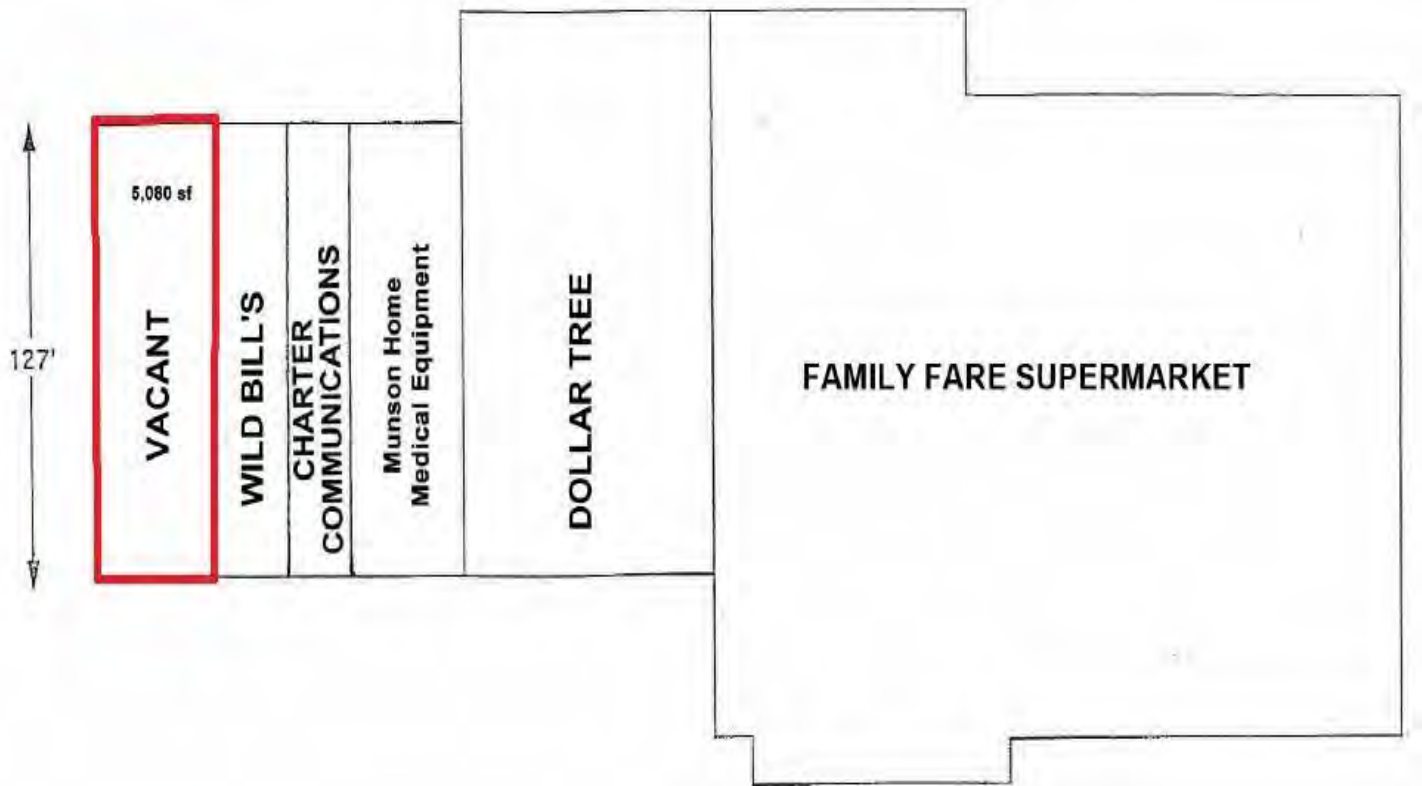 127'
5,080 sf
VACANT
WILD BILL'S
CHARTER
COMMUNICATIONS
Munson Home
Medical Equipment
DOLLAR TREE
FAMILY FARE SUPERMARKET